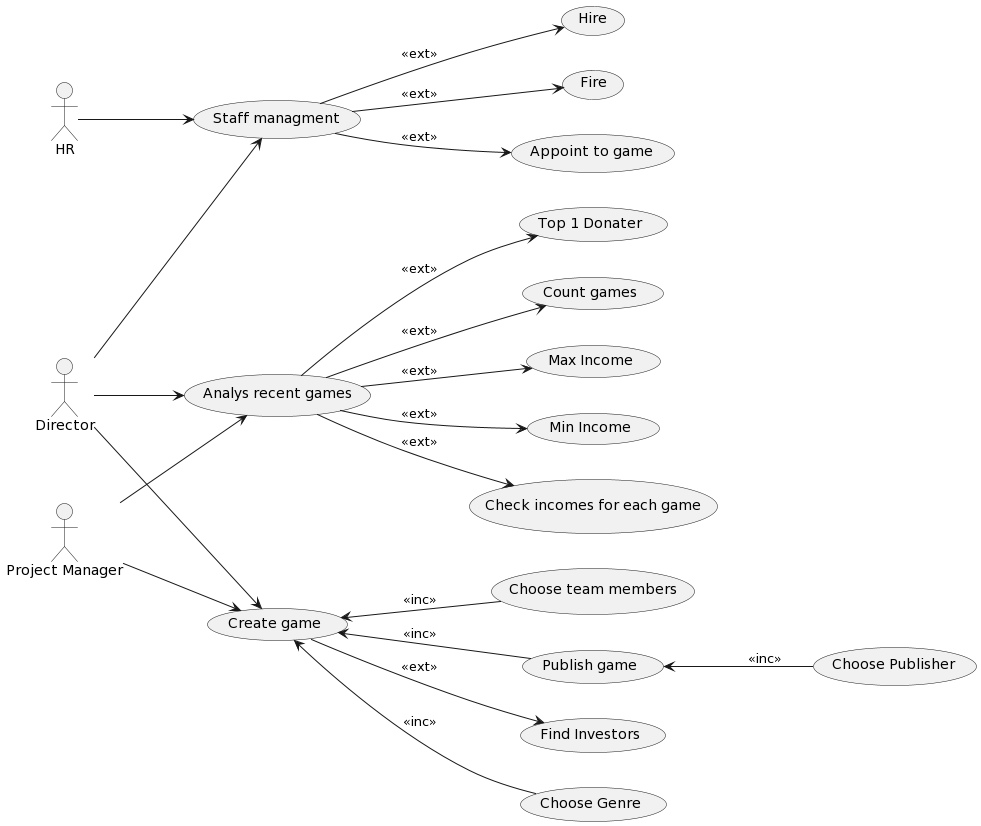 Hire
«ext»
Fire
«ext»
Staff managment
HR
«ext»
Appoint to game
Top 1 Donater
«ext»
Count games
«ext»
Max Income
«ext»
Analys recent games
Director
«ext»
Min Income
«ext»
Check incomes for each game
Project Manager
Choose team members
«inc»
Create game
«inc»
Publish game
«inc»
Choose Publisher
«ext»
Find Investors
«inc»
Choose Genre